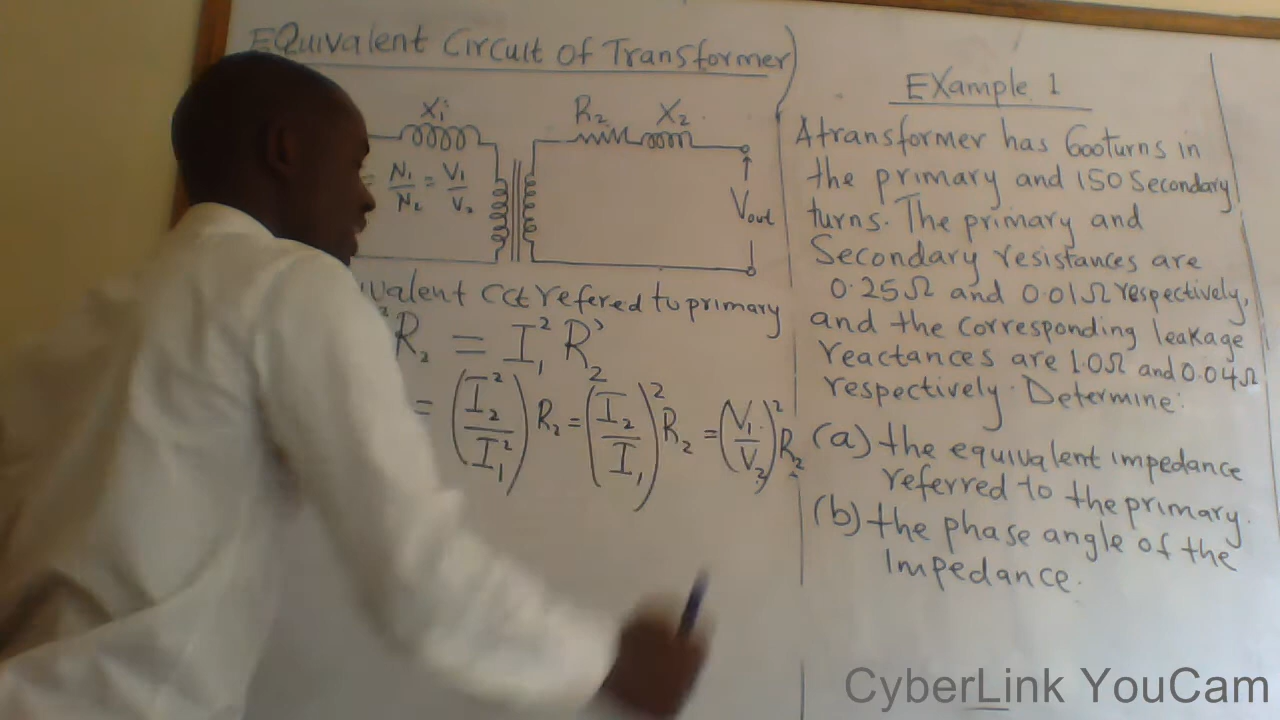 Equivalent Circuit Of Transformer
X₁
R₂ X₂
= N₁/N₂ = V₁/V₂
Vout
valent cct refered to primary
²R₂ = I₁² R₂'
= (I₂²/I₁²) R₂ = (I₂/I₁)² R₂ = (V₁/V₂)² R₂
EXample 1
A transformer has 600 turns in
the primary and 150 Secondary
turns. The primary and
Secondary resistances are
0.25Ω and 0.01Ω respectively,
and the corresponding leakage
reactances are 1.0Ω and 0.04Ω
respectively. Determine:
(a) the equivalent impedance
referred to the primary.
(b) the phase angle of the
Impedance.
CyberLink YouCam